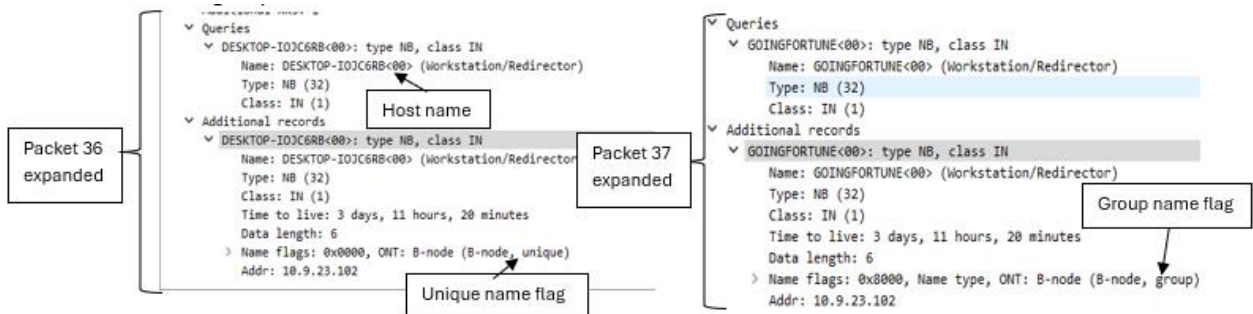 Packet 36
expanded
Queries
DESKTOP-IOJC6RB<00>: type NB, class IN
Name: DESKTOP-IOJC6RB<00> (Workstation/Redirector)
Type: NB (32)
Class: IN (1)
Host name
Additional records
DESKTOP-IOJC6RB<00>: type NB, class IN
Name: DESKTOP-IOJC6RB<00> (Workstation/Redirector
Type: NB (32)
Class: IN (1)
Time to live: 3 days, 11 hours, 20 minutes
Data length: 6
Name flags: 0x0000, ONT: B-node (B-node, unique)
Addr: 10.9.23.102
Unique name flag
Packet 37
expanded
Queries
GOINGFORTUNE<00>: type NB, class IN
Name: GOINGFORTUNE<00> (Workstation/Redirector)
Type: NB (32)
Class: IN (1)
Additional records
GOINGFORTUNE<00>: type NB, class IN
Name: GOINGFORTUNE<00> (Workstation/Redirector)
Type: NB (32)
Class: IN (1)
Time to live: 3 days, 11 hours, 20 minutes
Data length: 6
Name flags: 0x8000, Name type, ONT: B-node (B-node, group)
Addr: 10.9.23.102
Group name flag